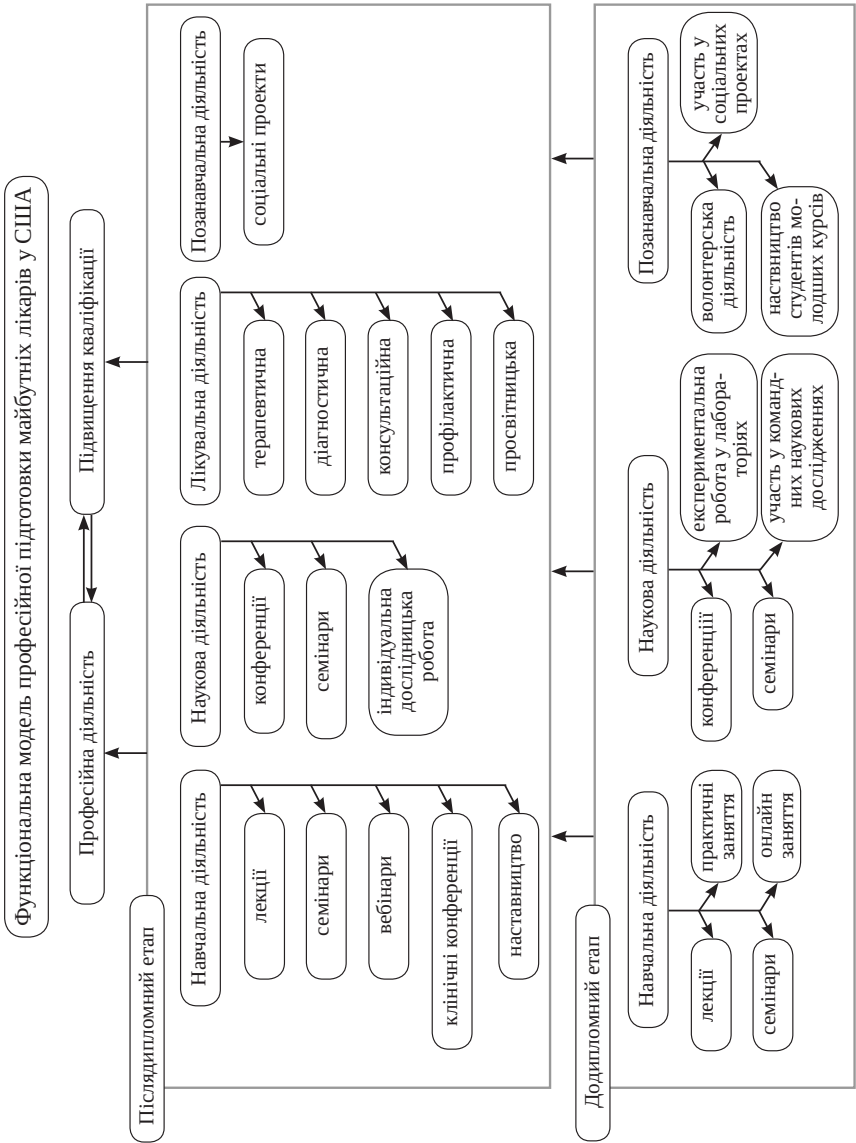 Функціональна модель професійної підготовки майбутніх лікарів у США
Професійна діяльність
Підвищення кваліфікації
Післядипломний етап
Навчальна діяльність
лекції
семінари
вебінари
клінічні конференції
наставництво
Наукова діяльність
конференції
семінари
індивідуальна
дослідницька
робота
Лікувальна діяльність
терапевтична
діагностична
консультаційна
профілактична
просвітницька
Позанавчальна діяльність
соціальні проекти
Додипломний етап
Навчальна діяльність
лекції
практичні
заняття
семінари
онлайн
заняття
Наукова діяльність
конференціїї
експериментальна
робота у лабора-
торіях
семінари
участь у команд-
них наукових
дослідженнях
Позанавчальна діяльність
волонтерська
діяльність
участь у
соціальних
проектах
наствництво
студентів мо-
лодших курсів